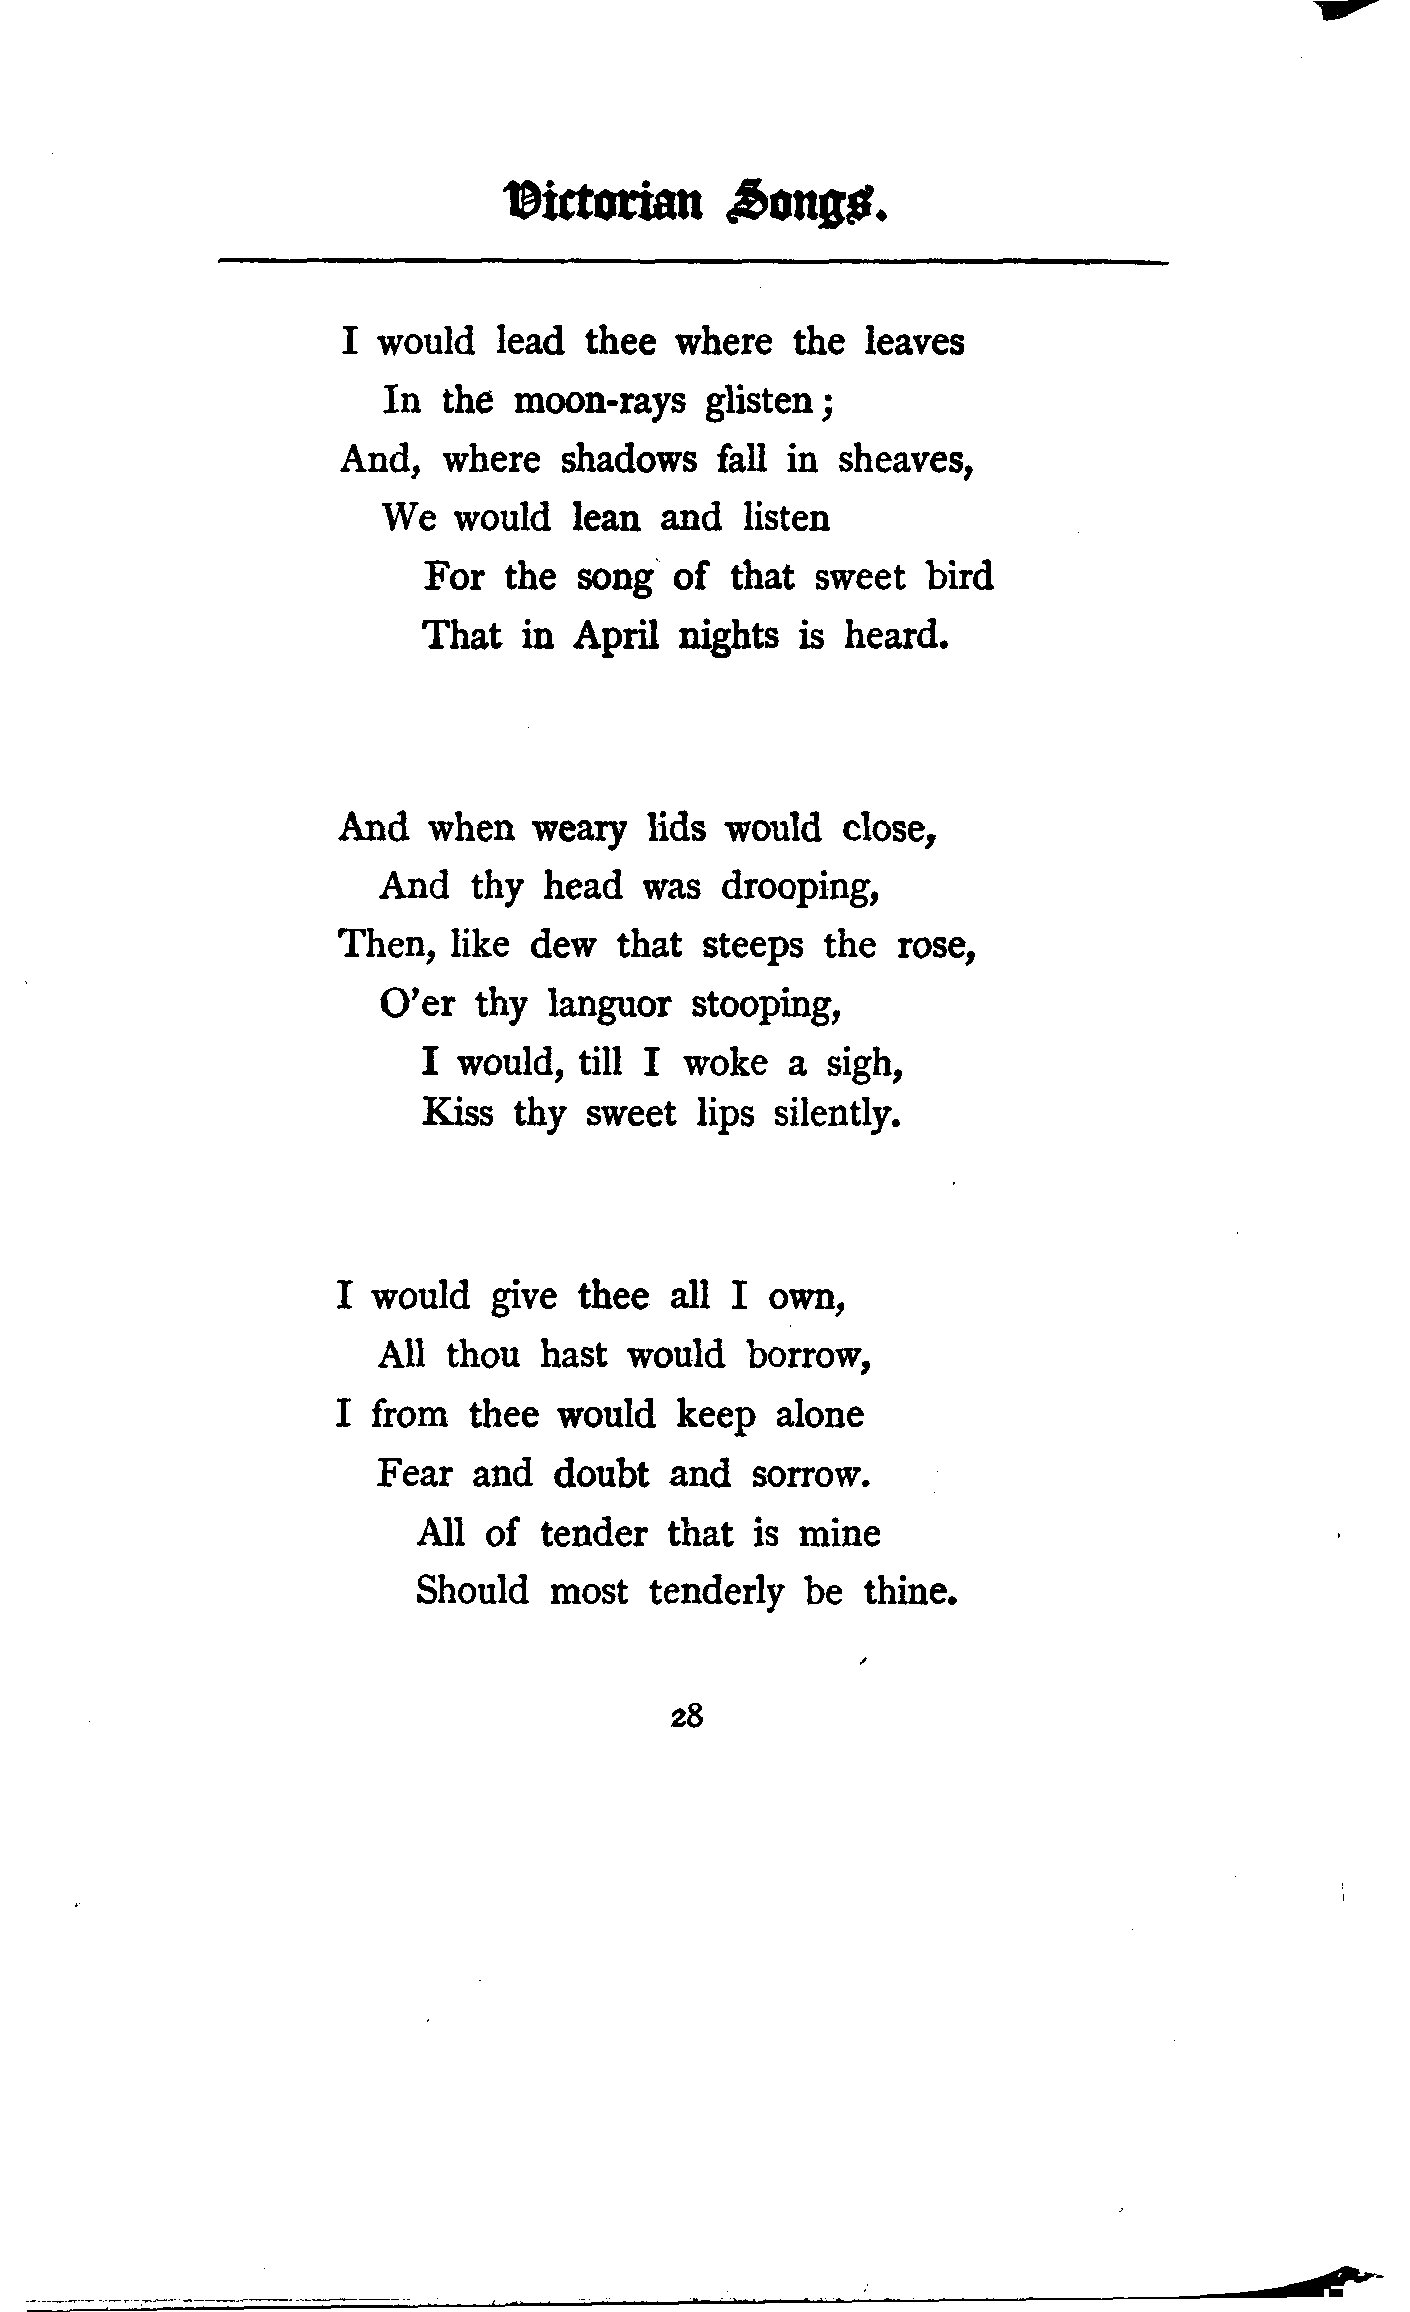 Victorian Songs.
I would lead thee where the leaves
In the moon-rays glisten;
And, where shadows fall in sheaves,
We would lean and listen
For the song of that sweet bird
That in April nights is heard.
And when weary lids would close,
And thy head was drooping,
Then, like dew that steeps the rose,
O'er thy languor stooping,
I would, till I woke a sigh,
Kiss thy sweet lips silently.
I would give thee all I own,
All thou hast would borrow,
I from thee would keep alone
Fear and doubt and sorrow.
All of tender that is mine
Should most tenderly be thine.
28